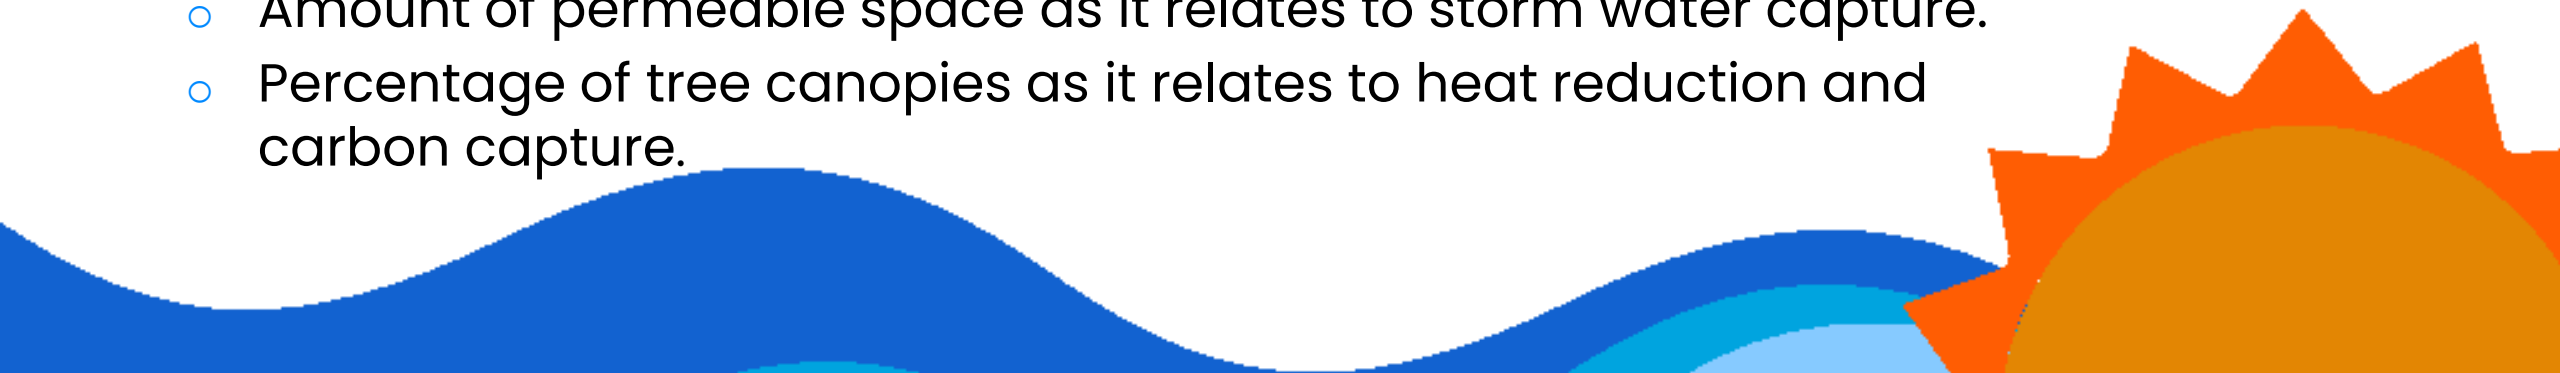 Amount of permeable space as it relates to storm water capture.
Percentage of tree canopies as it relates to heat reduction and
carbon capture.